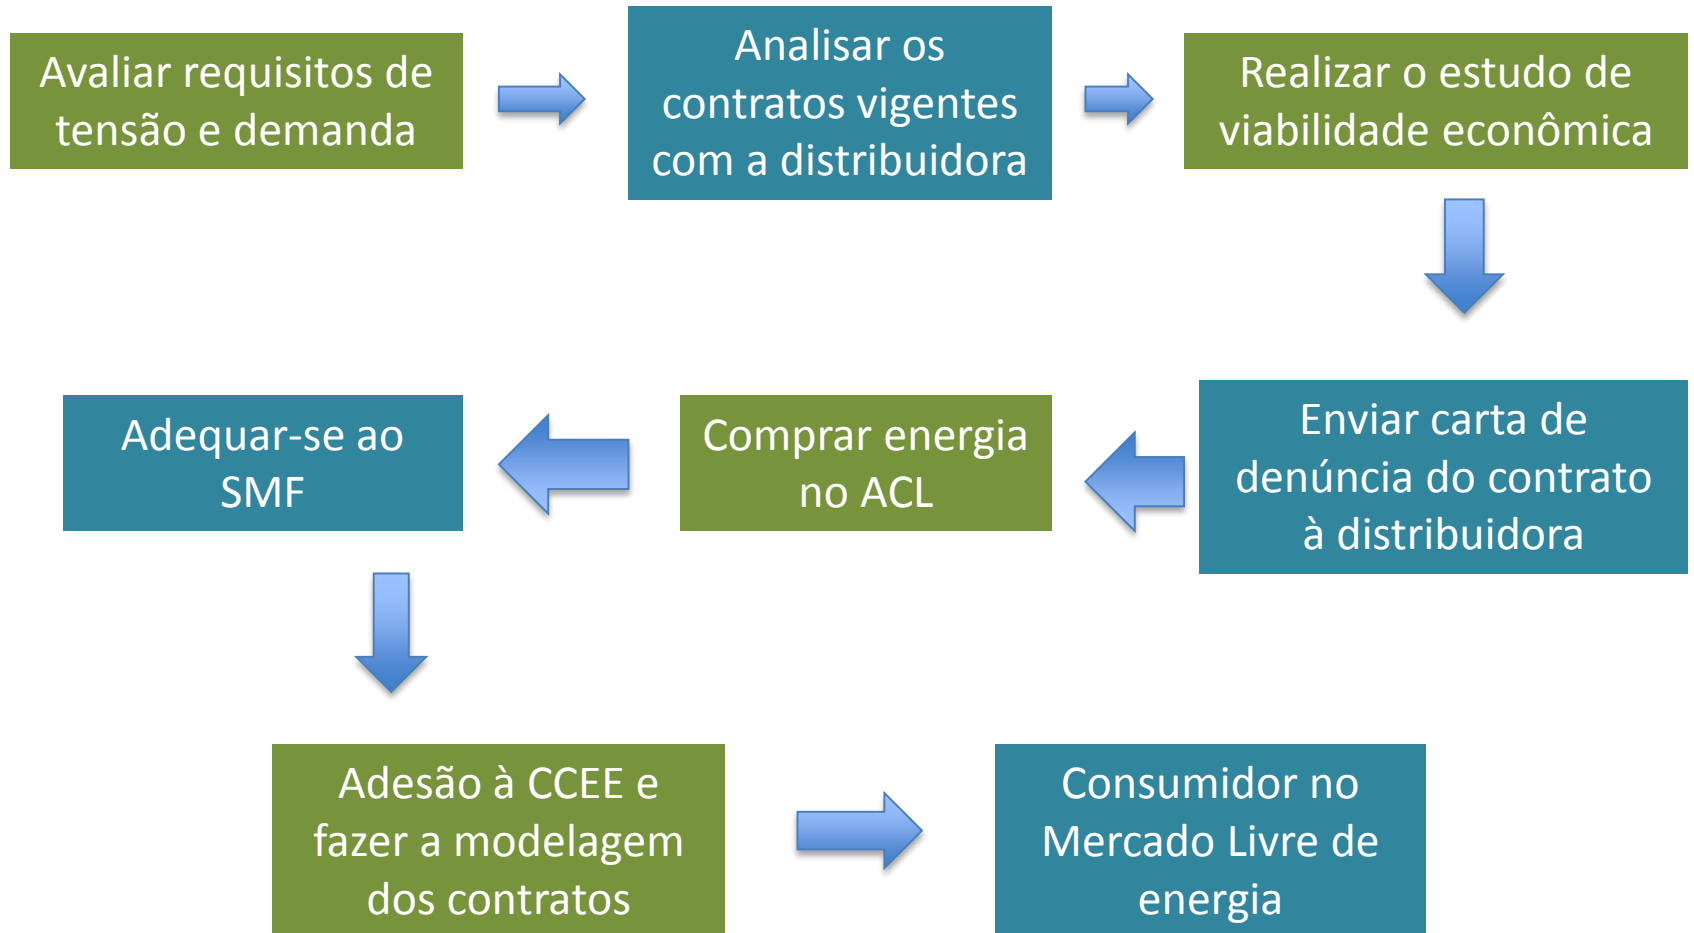 Avaliar requisitos de
tensão e demanda
Analisar os
contratos vigentes
com a distribuidora
Realizar o estudo de
viabilidade econômica
Enviar carta de
denúncia do contrato
à distribuidora
Comprar energia
no ACL
Adequar-se ao
SMF
Adesão à CCEE e
fazer a modelagem
dos contratos
Consumidor no
Mercado Livre de
energia